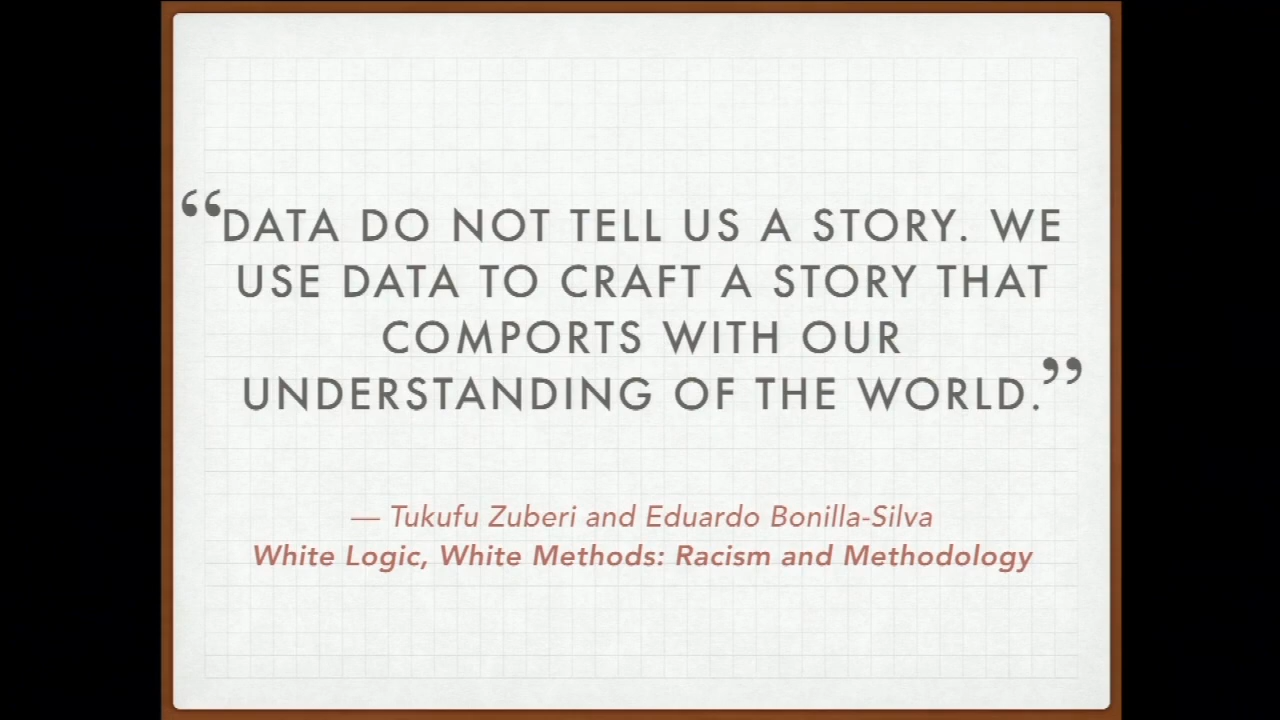 “DATA DO NOT TELL US A STORY. WE
USE DATA TO CRAFT A STORY THAT
COMPORTS WITH OUR
UNDERSTANDING OF THE WORLD.”
— Tukufu Zuberi and Eduardo Bonilla-Silva
White Logic, White Methods: Racism and Methodology